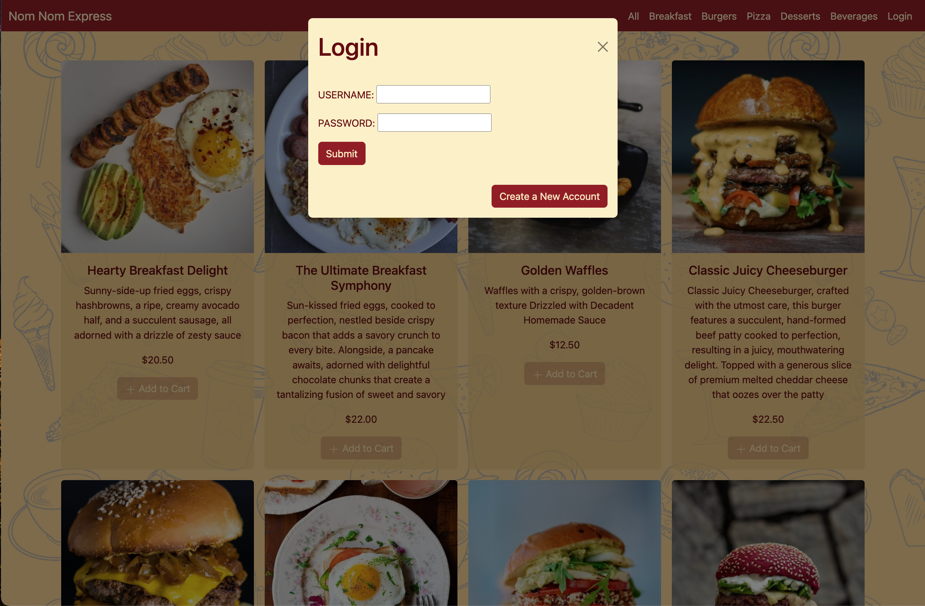 Nom Nom Express
All Breakfast Burgers Pizza Desserts Beverages Login
Login
USERNAME:
PASSWORD:
Submit
Create a New Account
Hearty Breakfast Delight
Sunny-side-up fried eggs, crispy
hashbrowns, a ripe, creamy avocado
half, and a succulent sausage, all
adorned with a drizzle of zesty sauce
$20.50
+ Add to Cart
The Ultimate Breakfast
Symphony
Sun-kissed fried eggs, cooked to
perfection, nestled beside crispy
bacon that adds a savory crunch to
every bite. Alongside, a pancake
awaits, adorned with delightful
chocolate chunks that create a
tantalizing fusion of sweet and savory
$22.00
+ Add to Cart
Golden Waffles
Waffles with a crispy, golden-brown
texture Drizzled with Decadent
Homemade Sauce
$12.50
+ Add to Cart
Classic Juicy Cheeseburger
Classic Juicy Cheeseburger, crafted
with the utmost care, this burger
features a succulent, hand-formed
beef patty cooked to perfection,
resulting in a juicy, mouthwatering
delight. Topped with a generous slice
of premium melted cheddar cheese
that oozes over the patty
$22.50
+ Add to Cart